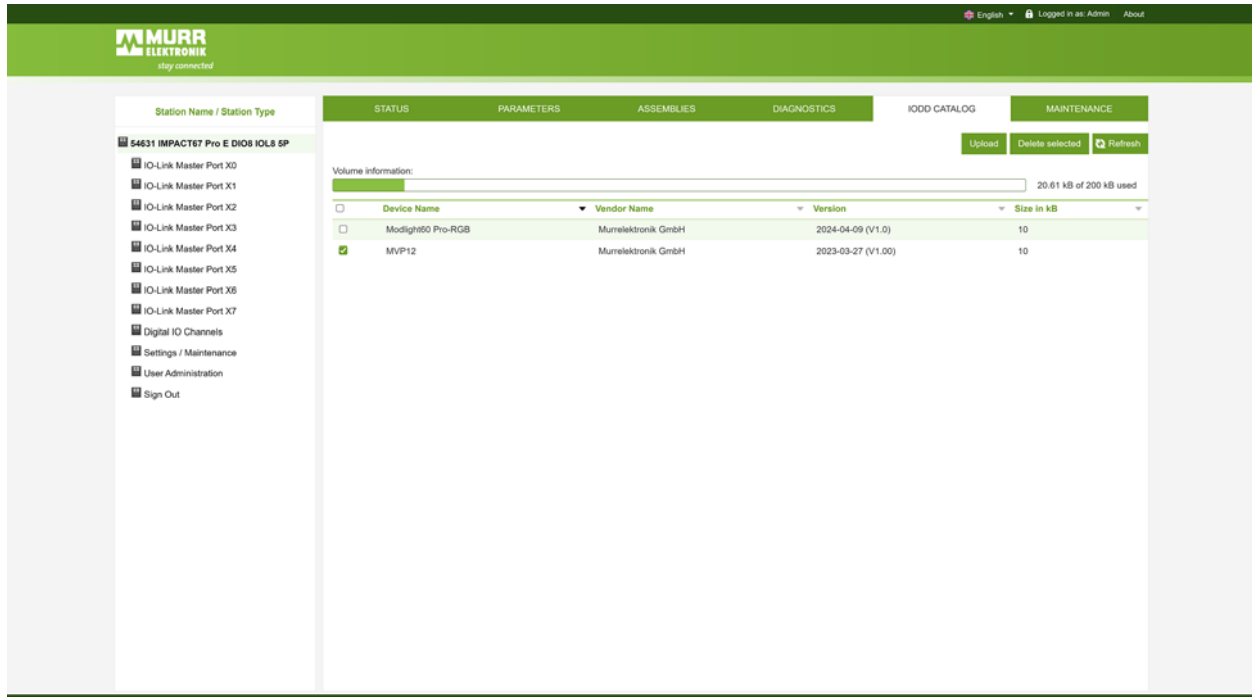 English Logged in as: Admin About
MURR
ELEKTRONIK
stay connected
Station Name / Station Type
54631 IMPACT67 Pro E DIO8 IOL8 5P
IO-Link Master Port X0
IO-Link Master Port X1
IO-Link Master Port X2
IO-Link Master Port X3
IO-Link Master Port X4
IO-Link Master Port X5
IO-Link Master Port X6
IO-Link Master Port X7
Digital IO Channels
Settings / Maintenance
User Administration
Sign Out
STATUS PARAMETERS ASSEMBLIES DIAGNOSTICS IODD CATALOG MAINTENANCE
Upload Delete selected Refresh
Volume information:
20.61 kB of 200 kB used
Device Name Vendor Name Version Size in kB
Modlight60 Pro-RGB Murrelektronik GmbH 2024-04-09 (V1.0) 10
MVP12 Murrelektronik GmbH 2023-03-27 (V1.00) 10